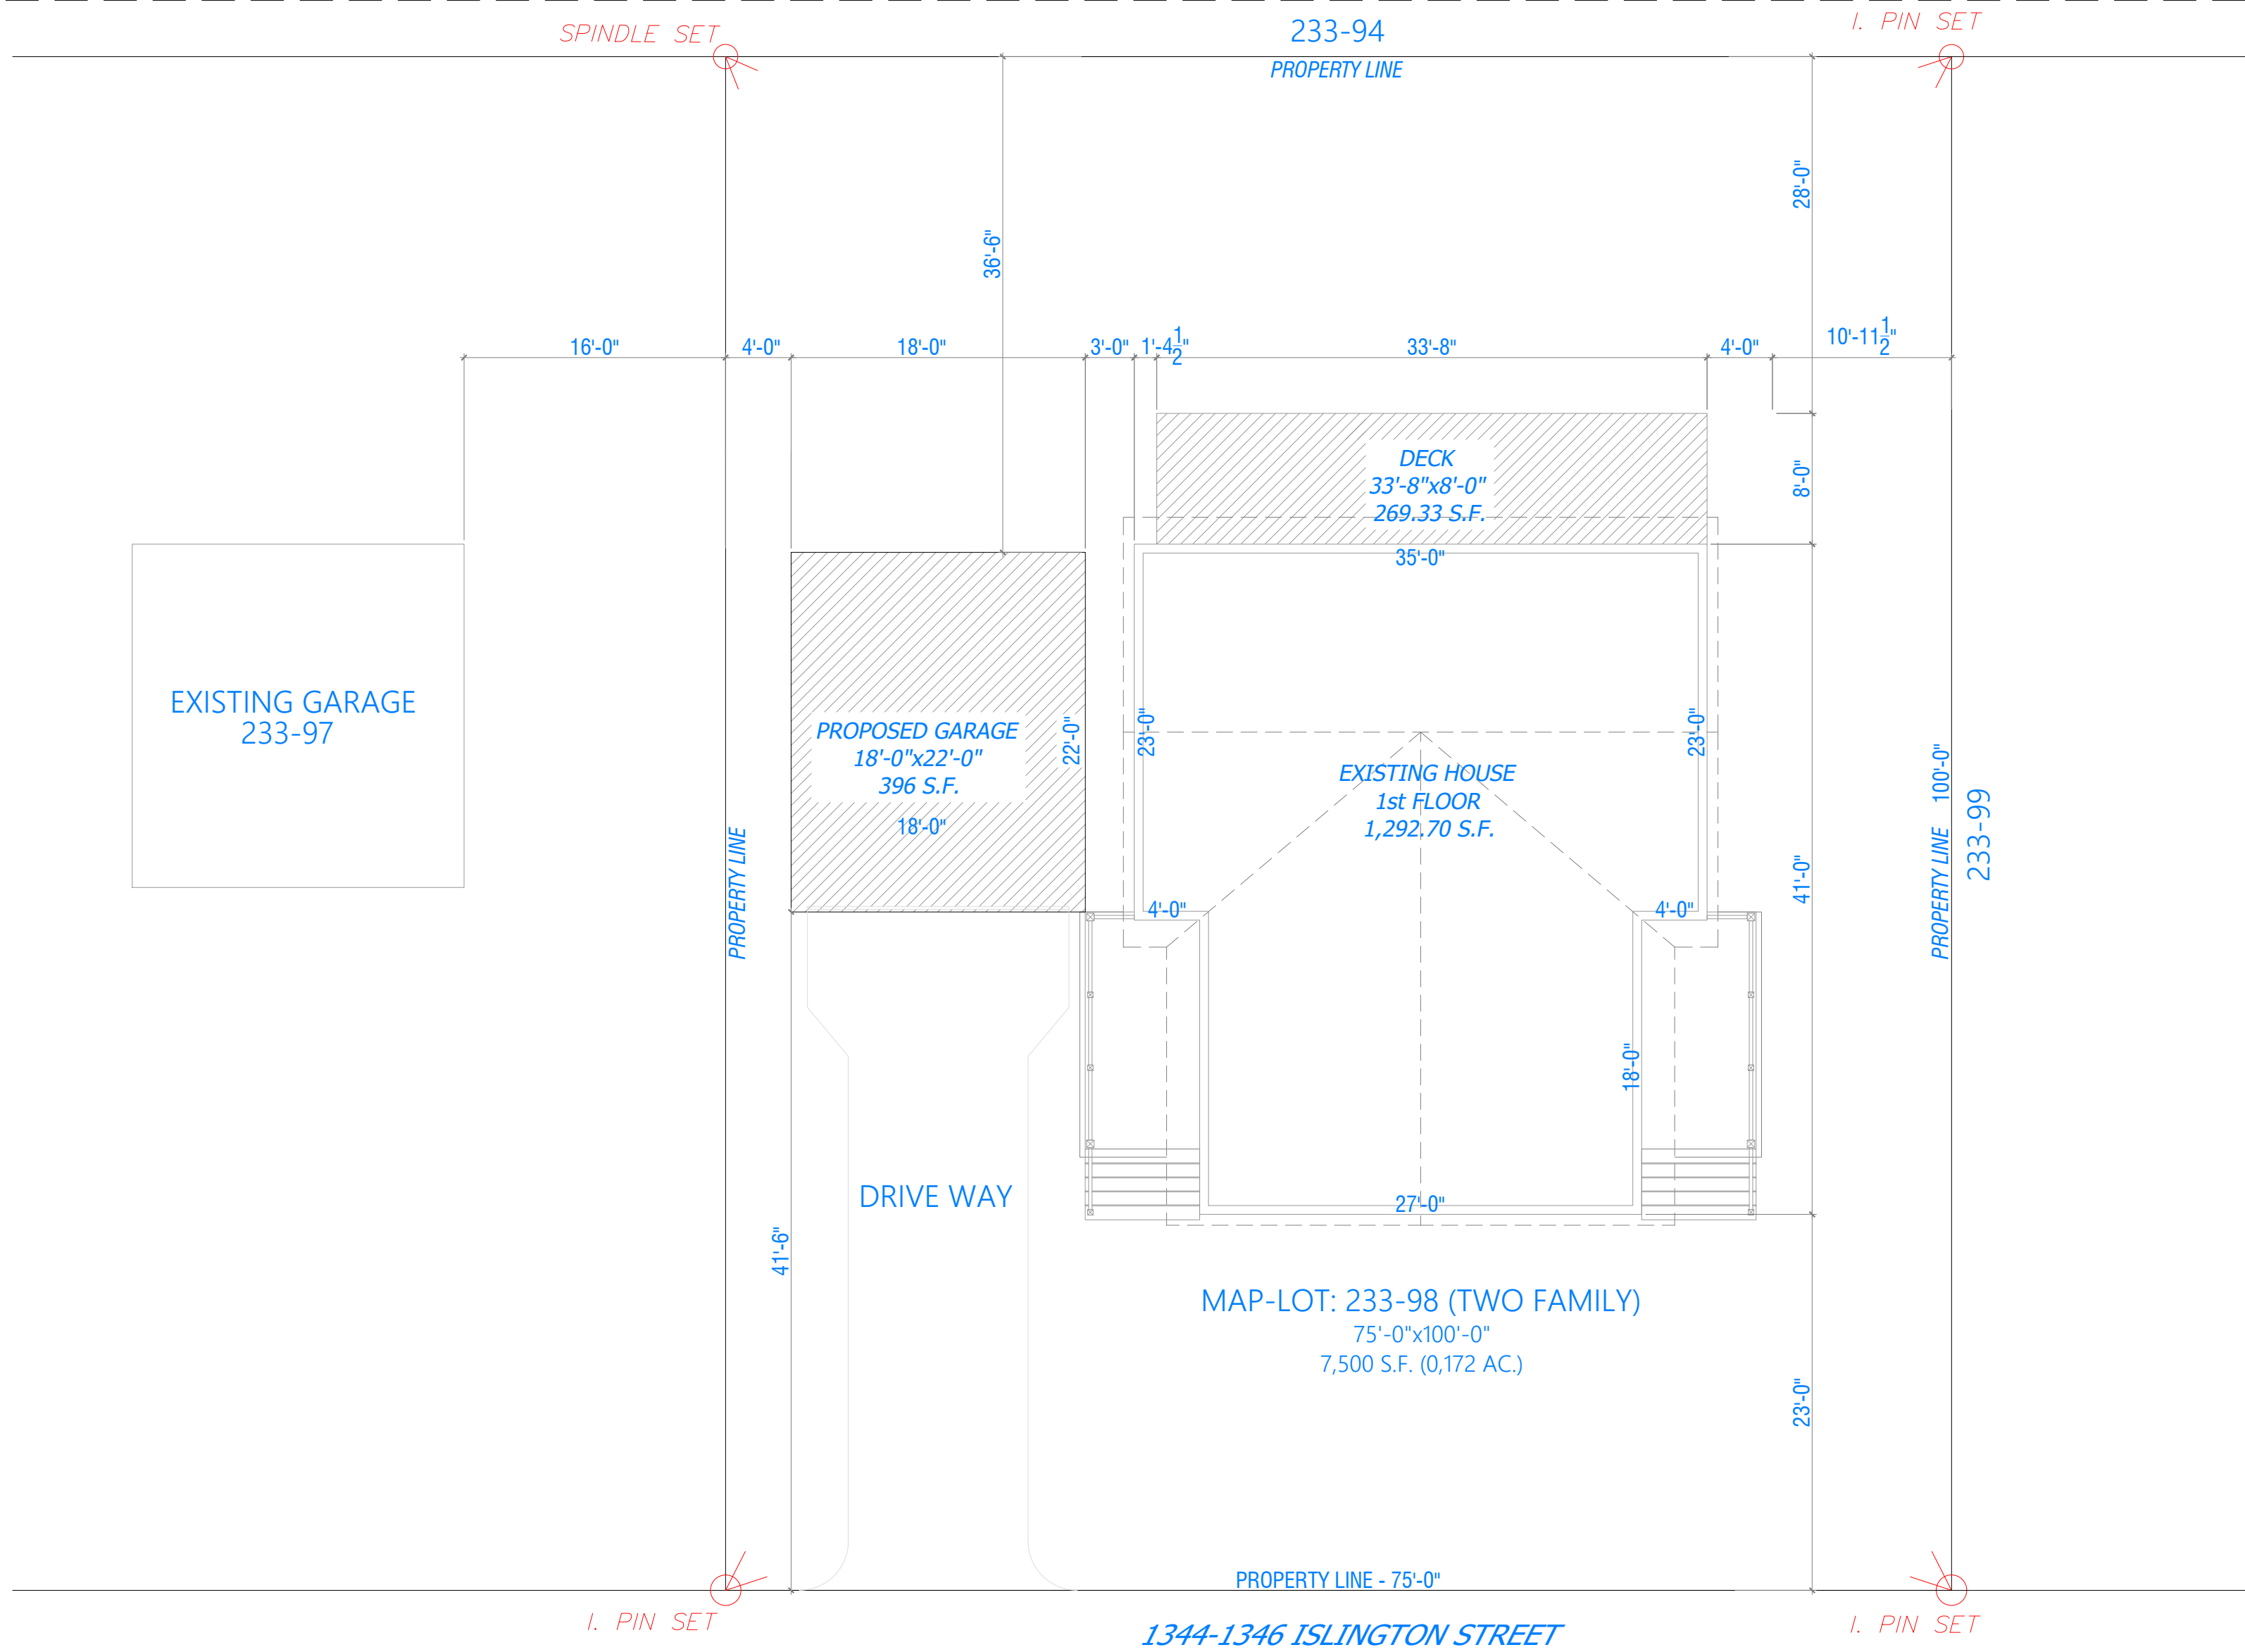 I. PIN SET
SPINDLE SET
233-94
PROPERTY LINE
28'-0"
36'-6"
16'-0"
4'-0"
18'-0"
3'-0"
1'-4 1/2"
33'-8"
4'-0"
10'-11 1/2"
DECK
33'-8"x8'-0"
269.33 S.F.
8'-0"
35'-0"
EXISTING GARAGE
233-97
PROPOSED GARAGE
18'-0"x22'-0"
396 S.F.
18'-0"
22'-0"
23'-0"
23'-0"
EXISTING HOUSE
1st FLOOR
1,292.70 S.F.
PROPERTY LINE
4'-0"
4'-0"
41'-0"
PROPERTY LINE 100'-0"
233-99
18'-0"
DRIVE WAY
27'-0"
41'-6"
MAP-LOT: 233-98 (TWO FAMILY)
75'-0"x100'-0"
7,500 S.F. (0,172 AC.)
23'-0"
PROPERTY LINE - 75'-0"
I. PIN SET
1344-1346 ISLINGTON STREET
I. PIN SET